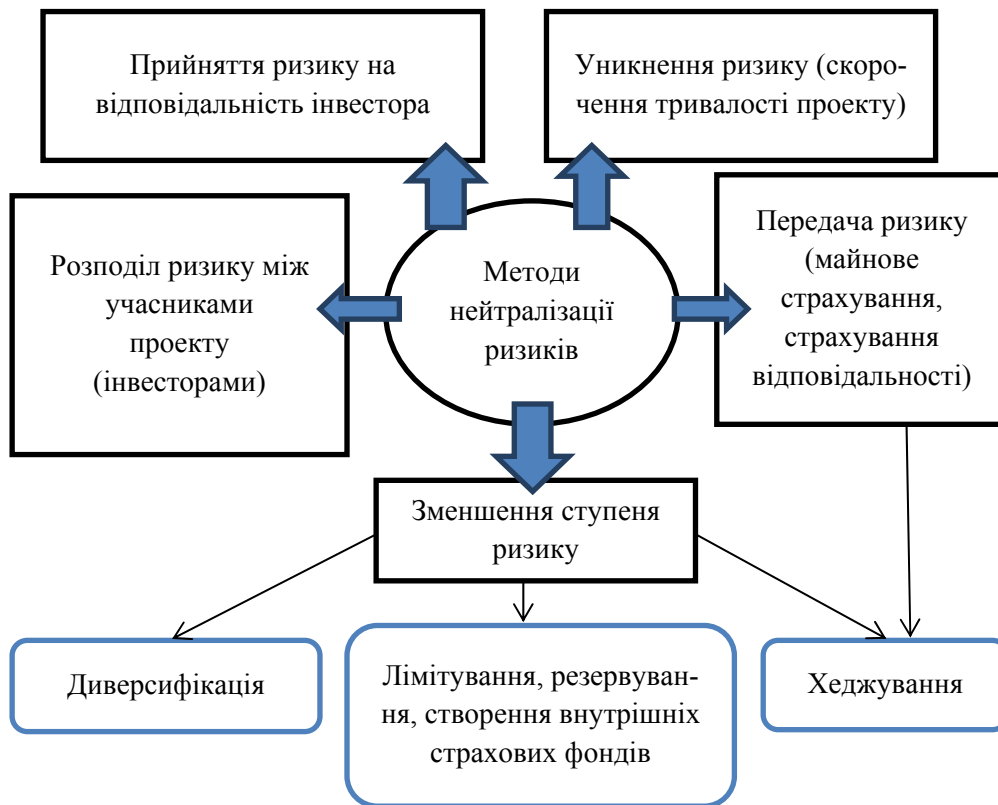 Прийняття ризику на
відповідальність інвестора
Уникнення ризику (скоро-
чення тривалості проекту)
Розподіл ризику між
учасниками
проекту
(інвесторами)
Методи
нейтралізації
ризиків
Передача ризику
(майнове
страхування,
страхування
відповідальності)
Зменшення ступеня
ризику
Диверсифікація
Лімітування, резервуван-
ня, створення внутрішніх
страхових фондів
Хеджування